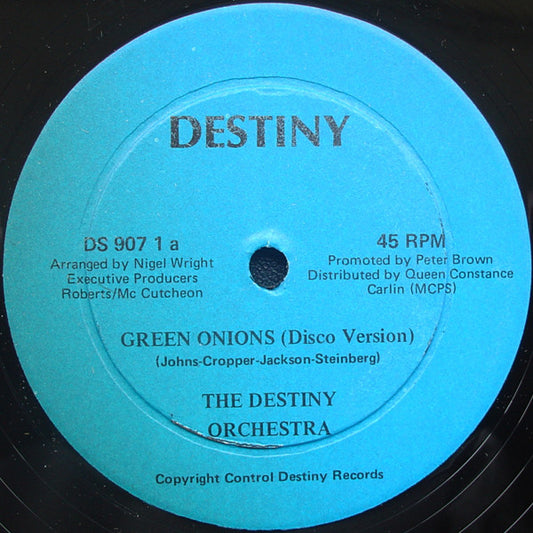 DESTINY
DS 907 1 a
Arranged by Nigel Wright
Executive Producers
Roberts/Mc Cutcheon
45 RPM
Promoted by Peter Brown
Distributed by Queen Constance
Carlin (MCPS)
GREEN ONIONS (Disco Version)
(Johns-Cropper-Jackson-Steinberg)
THE DESTINY
ORCHESTRA
Copyright Control Destiny Records